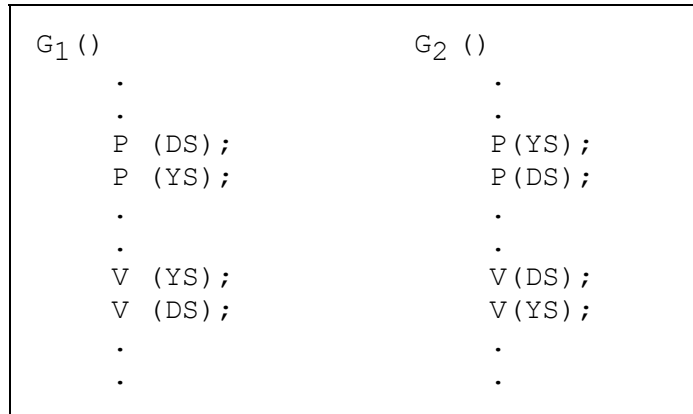 G1() G2 ()
. .
. .
P (DS); P(YS);
P (YS); P(DS);
. .
. .
V (YS); V(DS);
V (DS); V(YS);
. .
. .